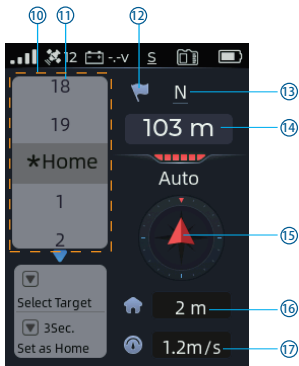 10 11 12
12 -.-v S
18
19
*Home
1
2
Select Target
3Sec.
Set as Home
N 13
103 m 14
Auto
15
2 m 16
1.2m/s 17